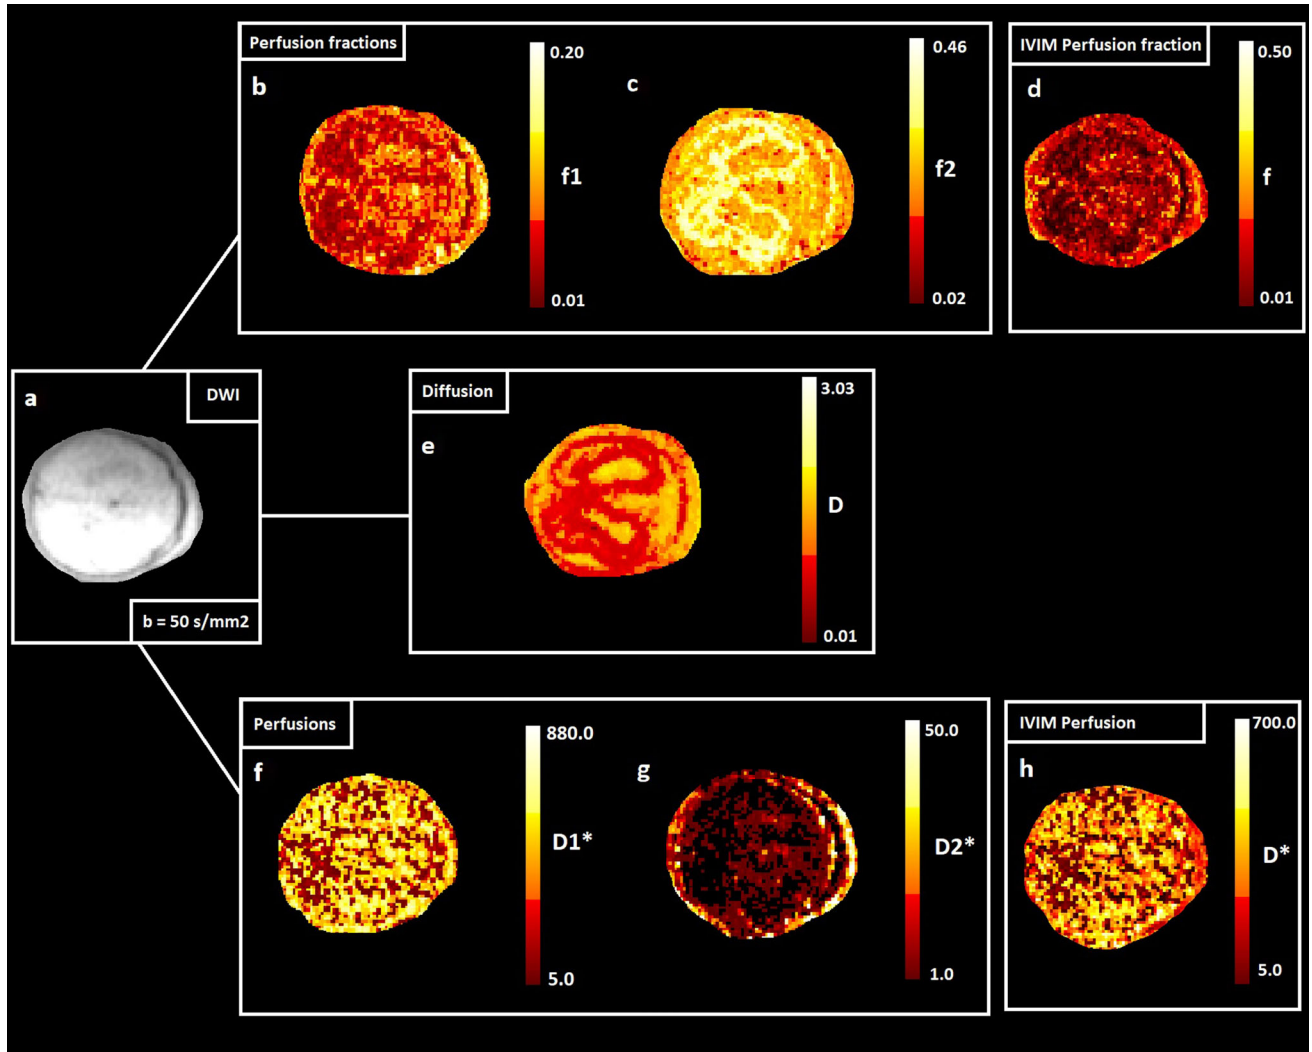 Perfusion fractions
b
0.20
f1
0.01
c
0.46
f2
0.02
IVIM Perfusion fraction
d
0.50
f
0.01
a
DWI
b = 50 s/mm2
Diffusion
e
3.03
D
0.01
Perfusions
f
880.0
D1*
5.0
g
50.0
D2*
1.0
IVIM Perfusion
h
700.0
D*
5.0